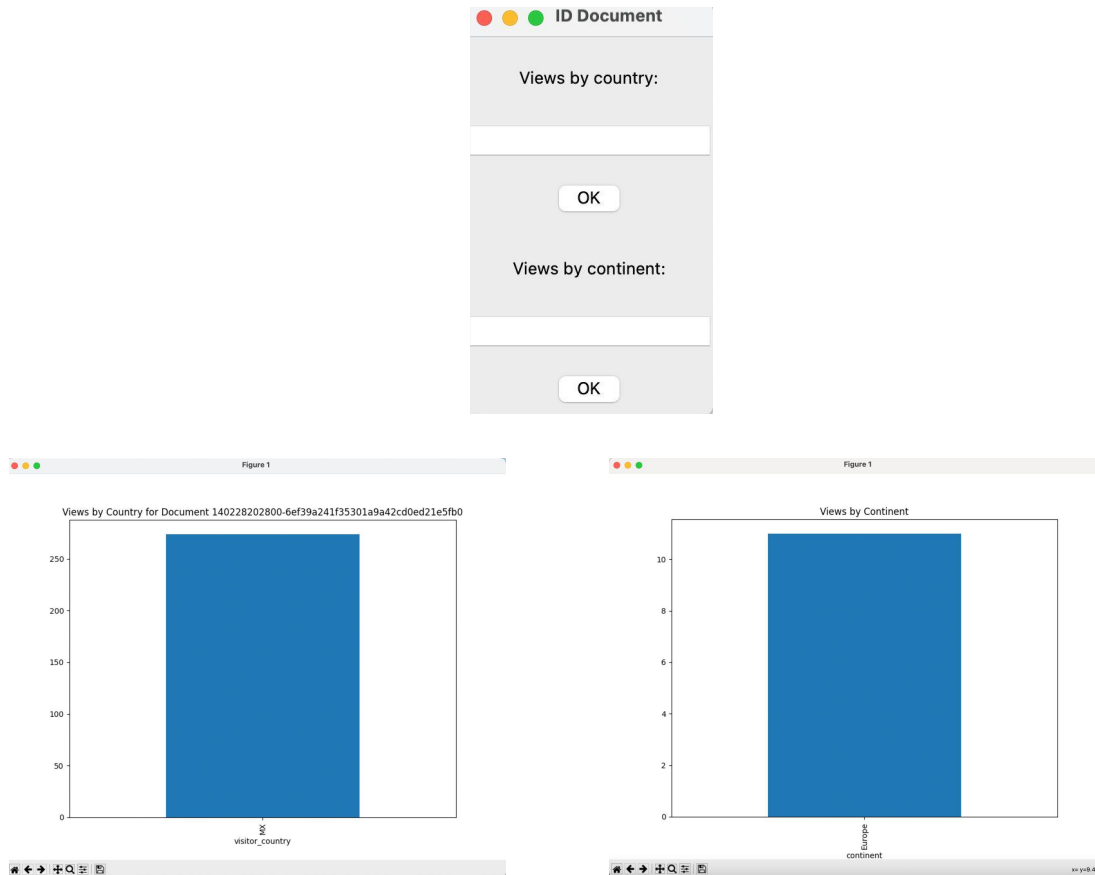 ID Document
Views by country:
OK
Views by continent:
OK
Figure 1
Views by Country for Document 140228202800-6ef39a241f35301a9a42cd0ed21e5fb0
250
200
150
100
50
0
MX
visitor_country
Figure 1
Views by Continent
10
8
6
4
2
0
Europe
continent
x= y=9.4